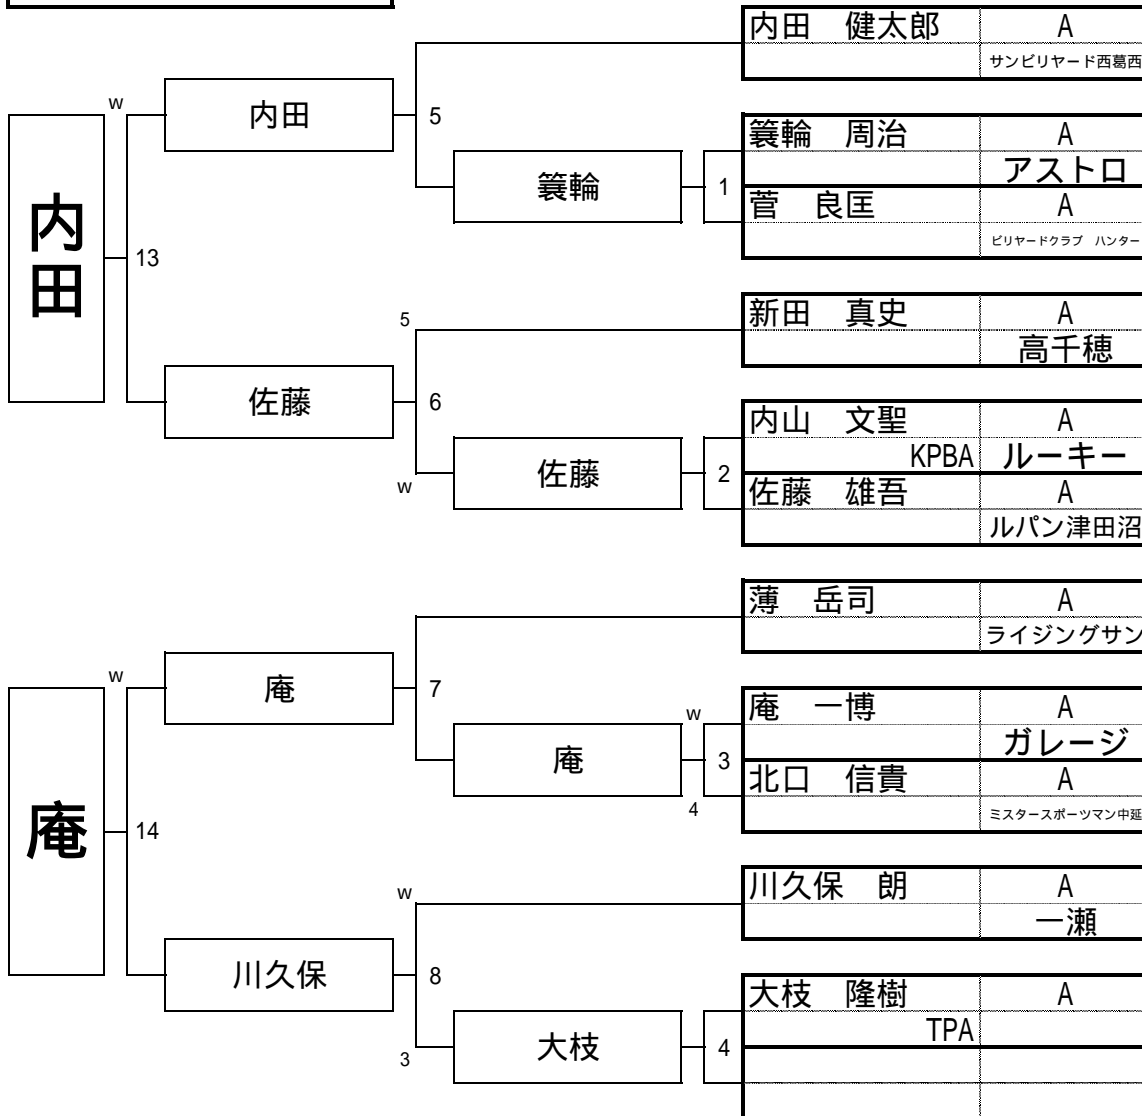 内田　健太郎 A
サンビリヤード西葛西
w
内田
5
簑輪　周治 A
アストロ
簑輪
1
菅　良匡 A
ビリヤードクラブ　ハンター
内田
13
新田　真史 A
高千穂
5
佐藤
6
内山　文聖 A
KPBA ルーキー
佐藤
2
w
佐藤　雄吾 A
ルパン津田沼
薄　岳司 A
ライジングサン
w
庵
7
庵　一博 A
ガレージ
w
庵
3
北口　信貴 A
4
ミスタースポーツマン中延
庵
14
川久保　朗 A
一瀬
w
川久保
8
大枝　隆樹 A
TPA
大枝
4
3